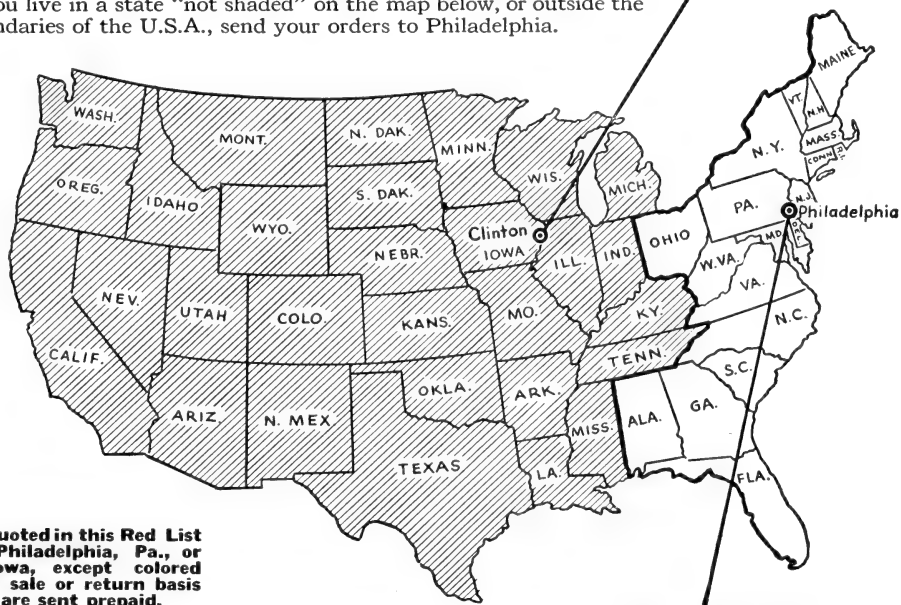 ou live in a state "not shaded" on the map below, or outside the
ndaries of the U.S.A., send your orders to Philadelphia.
MAINE
WASH.
VT.
N.H
MONT.
N. DAK.
MINN.
MASS.
N.Y.
CONN
R.I.
OREG.
IDAHO
S. DAK.
WIS.
MICH.
PA.
N.J.
Philadelphia
WYO.
Clinton
IOWA
OHIO
MD.
DEL.
NEBR.
ILL.
IND.
W.VA.
VA.
NEV.
UTAH
COLO.
KANS.
MO.
KY.
N.C.
CALIF.
TENN.
S.C.
ARIZ.
N. MEX
OKLA.
ARK.
MISS.
ALA.
GA.
TEXAS
LA.
FLA.
uoted in this Red List
Philadelphia, Pa., or
owa, except colored
sale or return basis
are sent prepaid.